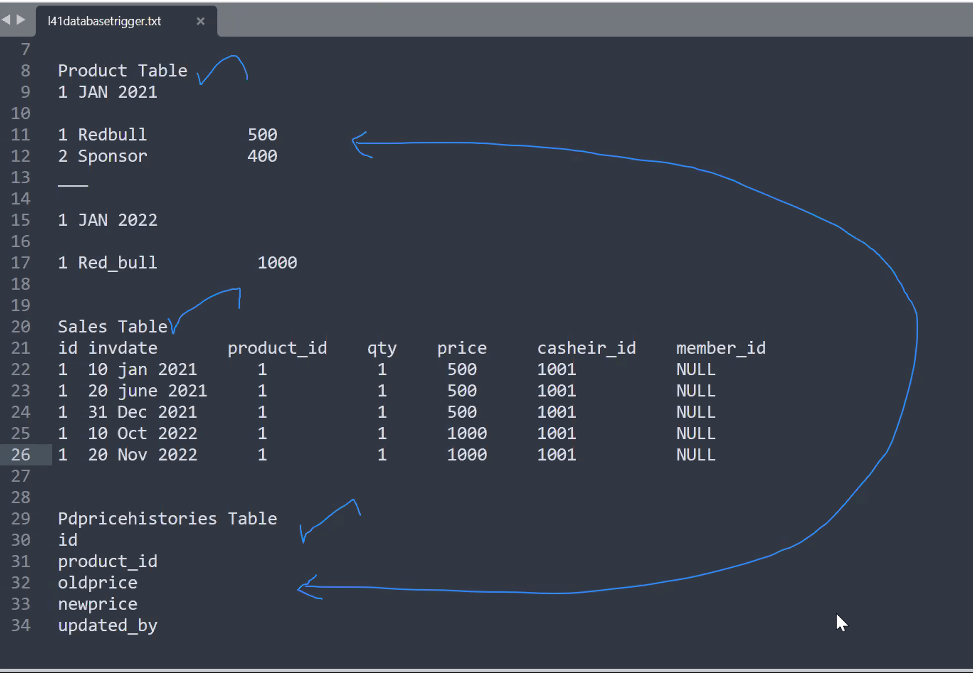 l41databasetrigger.txt ×
7
8 Product Table
9 1 JAN 2021
10
11 1 Redbull 500
12 2 Sponsor 400
13 ___
14
15 1 JAN 2022
16
17 1 Red_bull 1000
18
19
20 Sales Table
21 id invdate product_id qty price casheir_id member_id
22 1 10 jan 2021 1 1 500 1001 NULL
23 1 20 june 2021 1 1 500 1001 NULL
24 1 31 Dec 2021 1 1 500 1001 NULL
25 1 10 Oct 2022 1 1 1000 1001 NULL
26 1 20 Nov 2022 1 1 1000 1001 NULL
27
28
29 Pdpricehistories Table
30 id
31 product_id
32 oldprice
33 newprice
34 updated_by